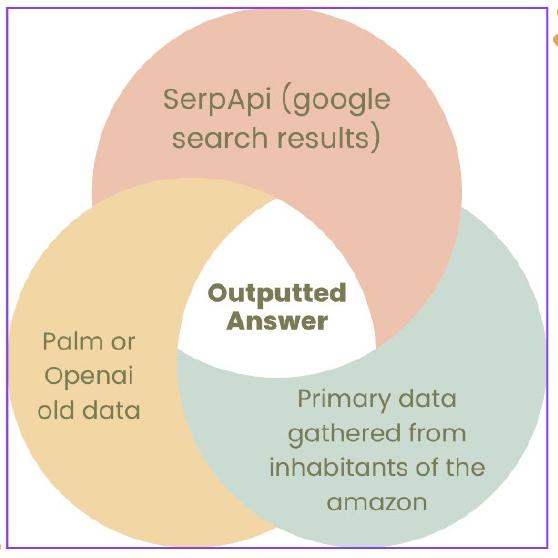 SerpApi (google
search results)
Outputted
Answer
Palm or
Openai
old data
Primary data
gathered from
inhabitants of the
amazon